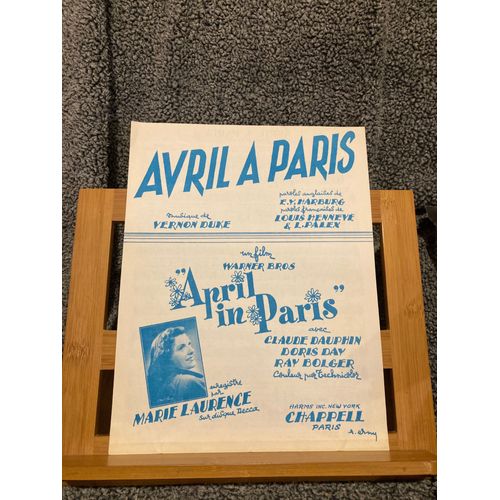 AVRIL A PARIS
paroles anglaises de
E.Y. HARBURG
paroles françaises de
LOUIS HENNEVÉ
& L. PALEX
musique de
VERNON DUKE
un film
WARNER BROS
"April
in Paris"
avec
CLAUDE DAUPHIN
DORIS DAY
RAY BOLGER
Couleur par Technicolor
enregistré
par
MARIE LAURENCE
sur disque Decca
HARMS INC. NEW YORK
CHAPPELL
PARIS